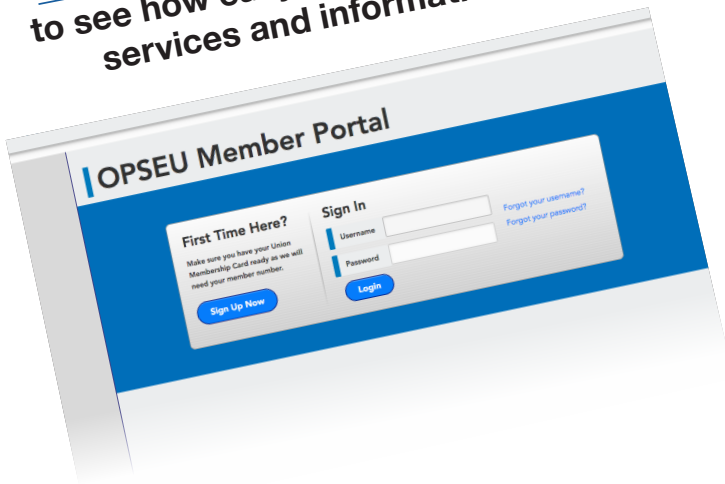 to see how
services and
OPSEU Member Portal
First Time Here?
Make sure you have your Union
Membership Card ready as we will
need your member number.
Sign Up Now
Sign In
Username
Password
Login
Forgot your username?
Forgot your password?